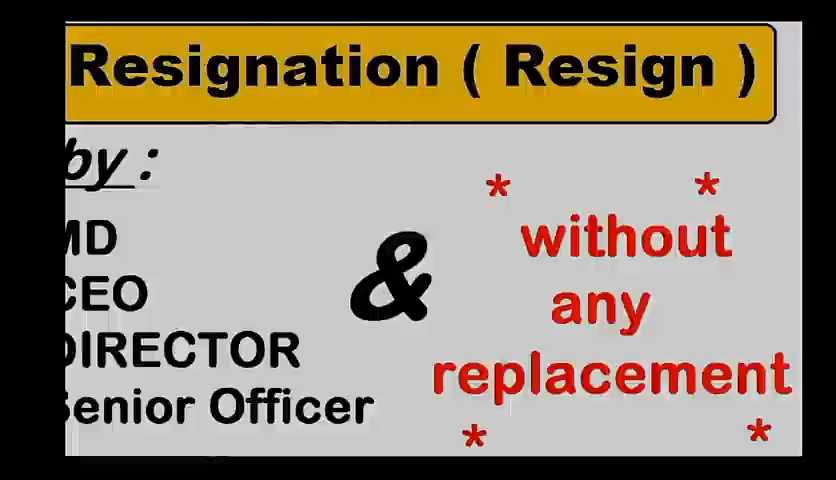 Resignation ( Resign )
by :
MD
CEO
DIRECTOR
Senior Officer
&
* *
without
any
replacement
* *